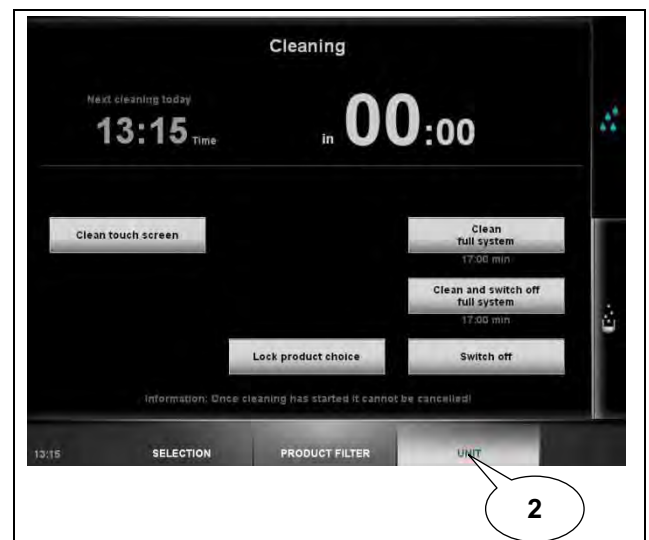 Cleaning
Next cleaning today
13:15 Time
in 00:00
Clean touch screen
Clean
full system
17:00 min
Clean and switch off
full system
17:00 min
Lock product choice
Switch off
Information: Once cleaning has started it cannot be cancelled!
13:15 SELECTION PRODUCT FILTER UNIT
2